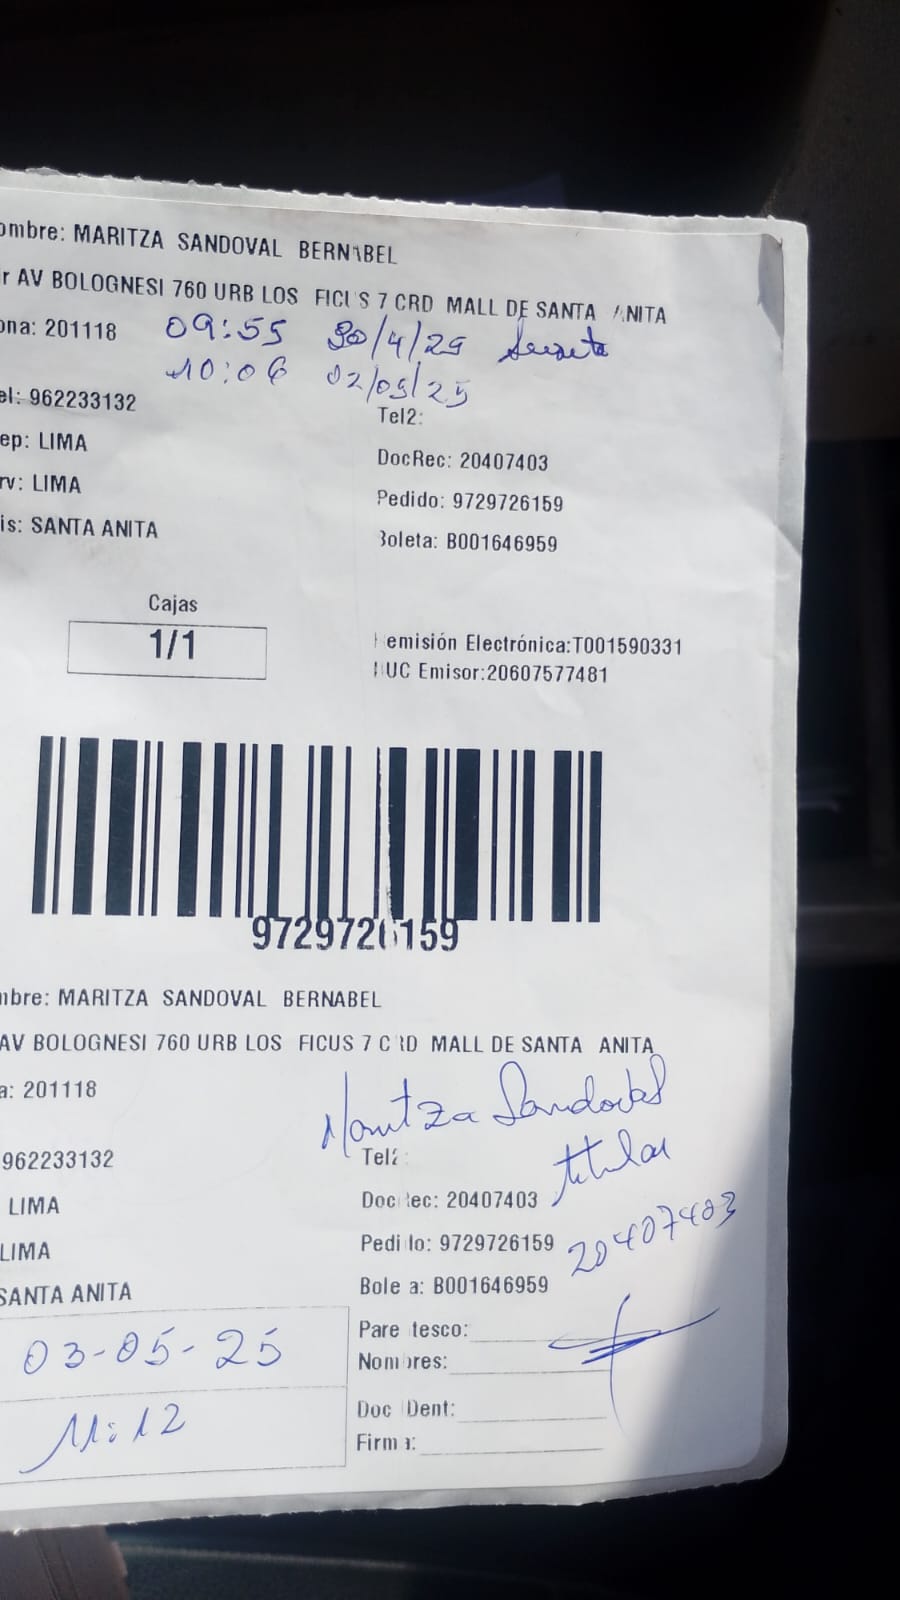 ombre: MARITZA SANDOVAL BERNABEL
r AV BOLOGNESI 760 URB LOS FICUS 7 CRD MALL DE SANTA ANITA
ona: 201118 09:55 30/4/25
10:06 02/05/25
el: 962233132 Tel2:
ep: LIMA DocRec: 20407403
rv: LIMA Pedido: 9729726159
is: SANTA ANITA Boleta: B001646959
Cajas
1/1
emisión Electrónica:T001590331
UC Emisor:20607577481
9729726159
mbre: MARITZA SANDOVAL BERNABEL
AV BOLOGNESI 760 URB LOS FICUS 7 CRD MALL DE SANTA ANITA
a: 201118
Maritza Sandoval
962233132 Tel2: titular
LIMA DocRec: 20407403
LIMA Pedido: 9729726159 20407403
SANTA ANITA Boleta: B001646959
03-05-25 Parentesco:
Nombres:
11:12 Doc Dent:
Firma: